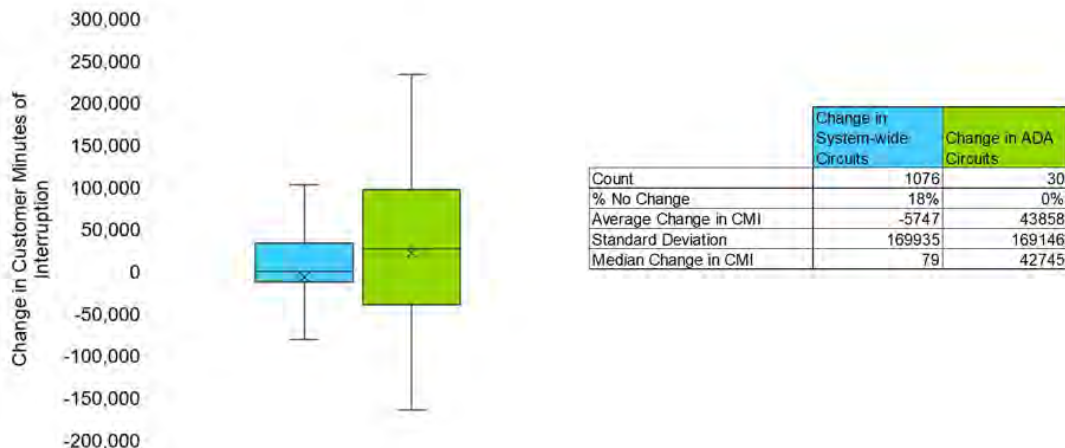 300,000
250,000
200,000
150,000
100,000
50,000
0
-50,000
-100,000
-150,000
-200,000
Change in Customer Minutes of
Interruption
Change in
System-wide
Circuits
Change in ADA
Circuits
Count 1076 30
% No Change 18% 0%
Average Change in CMI -5747 43858
Standard Deviation 169935 169146
Median Change in CMI 79 42745